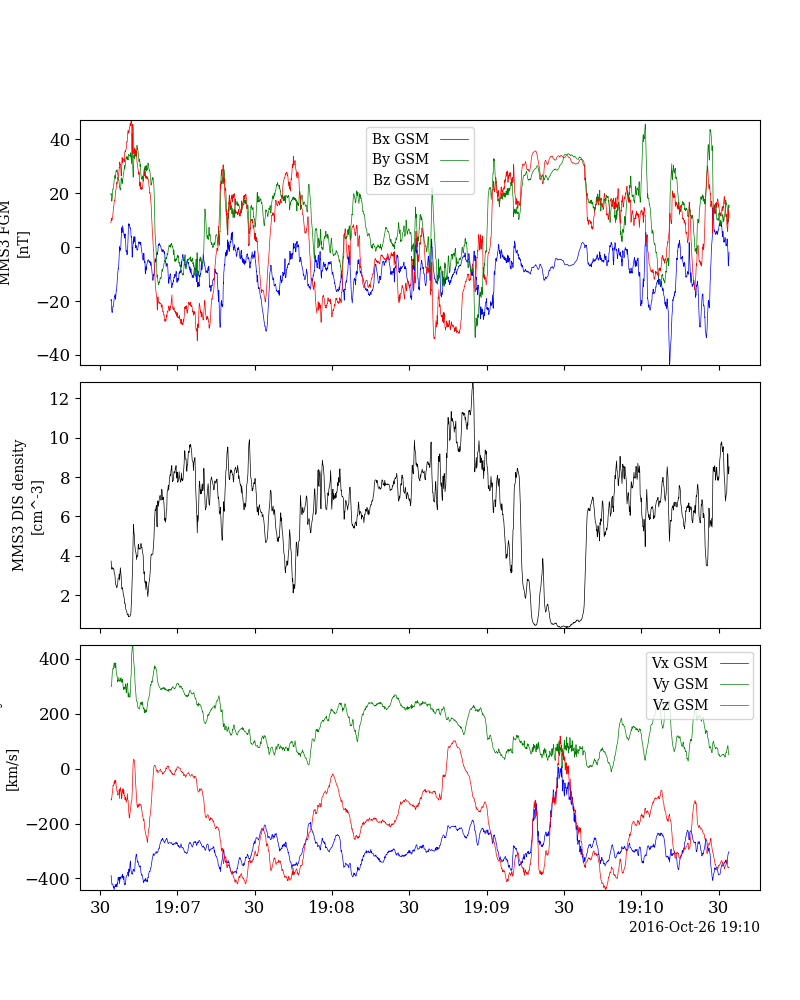 40
20
0
−20
−40
MMS3 FGM
[nT]
Bx GSM
By GSM
Bz GSM
12
10
8
6
4
2
MMS3 DIS density
[cm^-3]
400
200
0
−200
−400
[km/s]
Vx GSM
Vy GSM
Vz GSM
30 19:07 30 19:08 30 19:09 30 19:10 30
2016-Oct-26 19:10